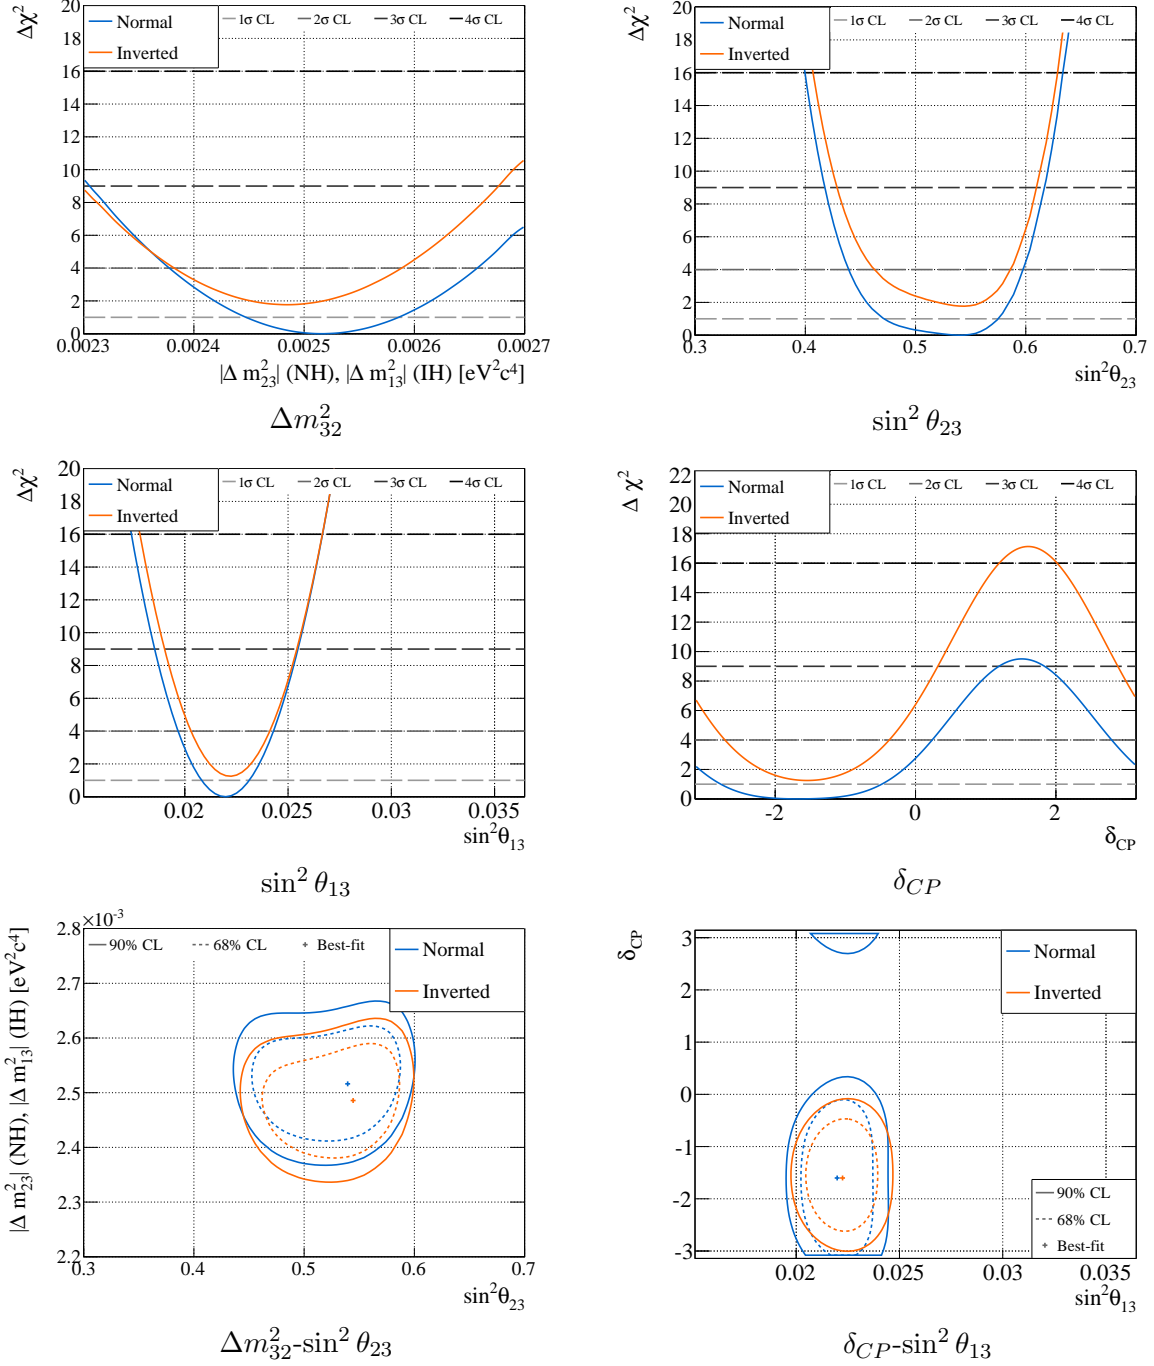 Δχ²
20
18
16
14
12
10
8
6
4
2
0
Normal
Inverted
1σ CL 2σ CL 3σ CL 4σ CL
0.0023 0.0024 0.0025 0.0026 0.0027
|Δ m²₂₃| (NH), |Δ m²₁₃| (IH) [eV²c⁴]
Δm²₃₂
Δχ²
20
18
16
14
12
10
8
6
4
2
0
Normal
Inverted
1σ CL 2σ CL 3σ CL 4σ CL
0.3 0.4 0.5 0.6 0.7
sin²θ₂₃
sin² θ₂₃
Δχ²
20
18
16
14
12
10
8
6
4
2
0
Normal
Inverted
1σ CL 2σ CL 3σ CL 4σ CL
0.02 0.025 0.03 0.035
sin²θ₁₃
sin² θ₁₃
Δ χ²
22
20
18
16
14
12
10
8
6
4
2
0
Normal
Inverted
1σ CL 2σ CL 3σ CL 4σ CL
-2 0 2
δ_CP
δ_CP
|Δ m²₂₃| (NH), |Δ m²₁₃| (IH) [eV²c⁴]
×10⁻³
2.8
2.7
2.6
2.5
2.4
2.3
2.2
90% CL 68% CL Best-fit
Normal
Inverted
0.3 0.4 0.5 0.6 0.7
sin²θ₂₃
Δm²₃₂-sin² θ₂₃
δ_CP
3
2
1
0
-1
-2
-3
Normal
Inverted
90% CL
68% CL
Best-fit
0.02 0.025 0.03 0.035
sin²θ₁₃
δ_CP-sin² θ₁₃